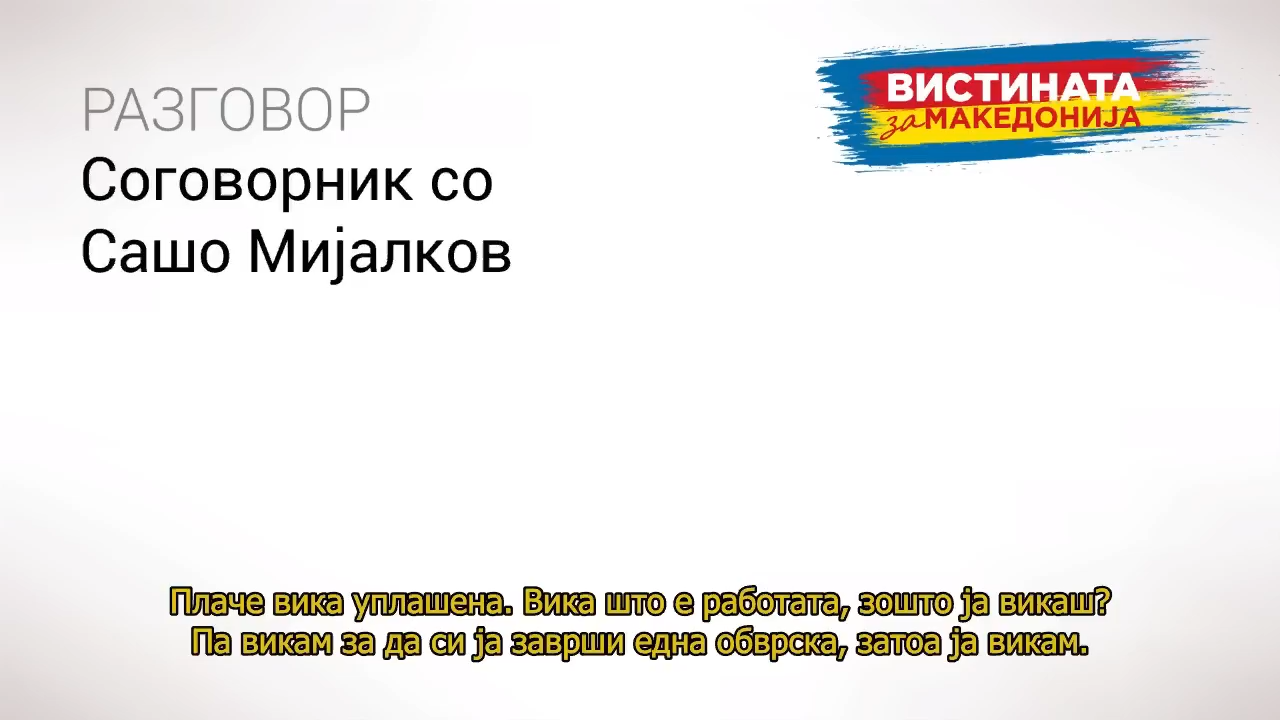 РАЗГОВОР
Соговорник со
Сашо Мијалков
ВИСТИНАТА
за МАКЕДОНИЈА
Плаче вика уплашена. Вика што е работата, зошто ја викаш?
Па викам за да си ја заврши една обврска, затоа ја викам.